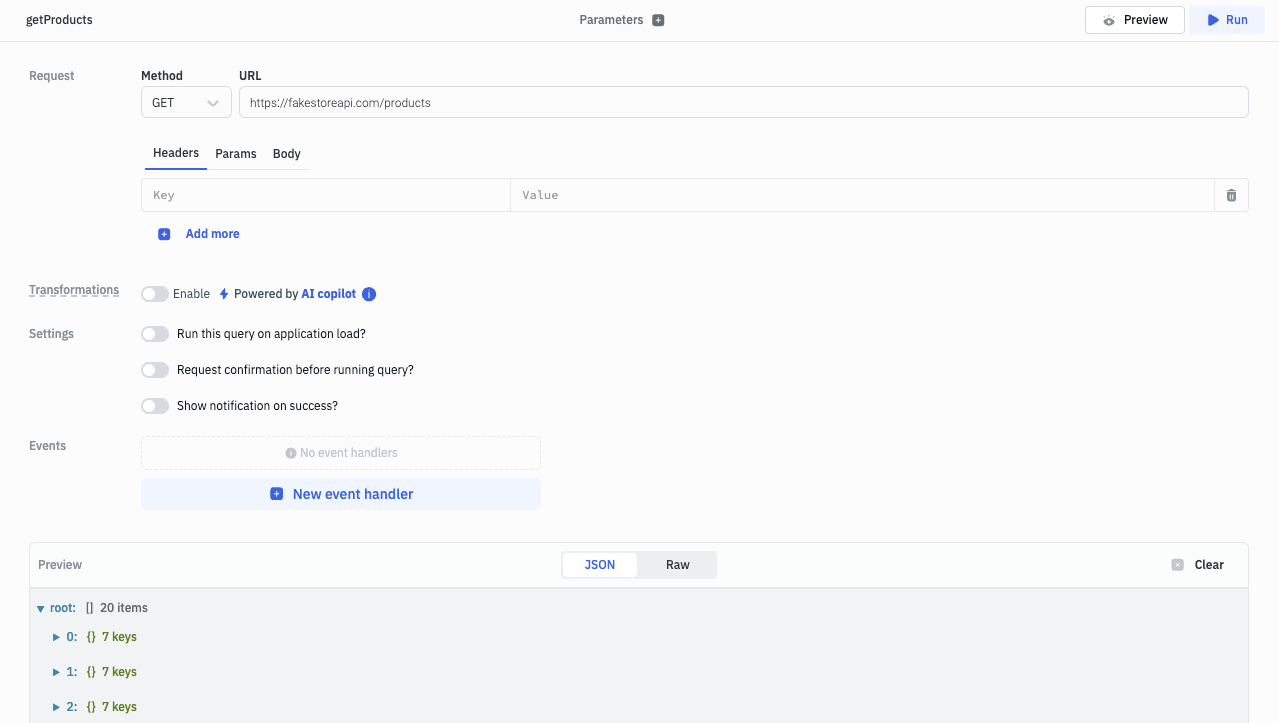 getProducts
Parameters
Preview
Run
Request
Method
URL
GET
https://fakestoreapi.com/products
Headers
Params
Body
Key
Value
Add more
Transformations
Enable
Powered by AI copilot
Settings
Run this query on application load?
Request confirmation before running query?
Show notification on success?
Events
No event handlers
New event handler
Preview
JSON
Raw
Clear
root: [] 20 items
0: {} 7 keys
1: {} 7 keys
2: {} 7 keys